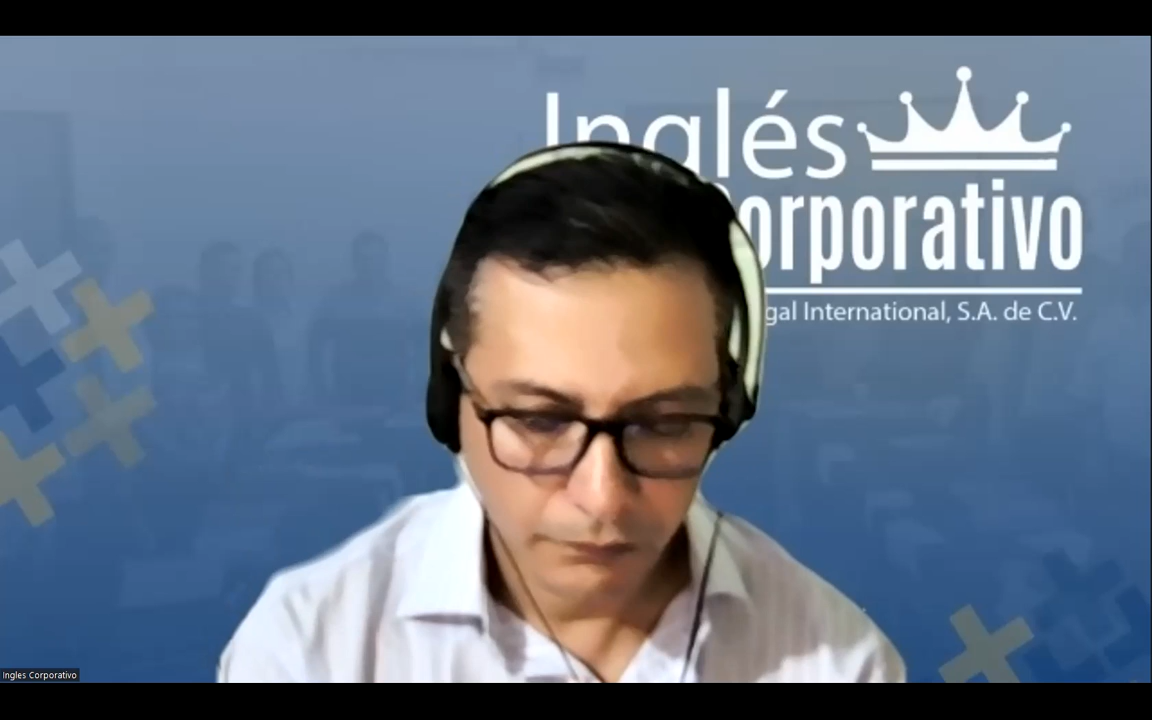 Inglés
orporativo
gal International, S.A. de C.V.
Ingles Corporativo